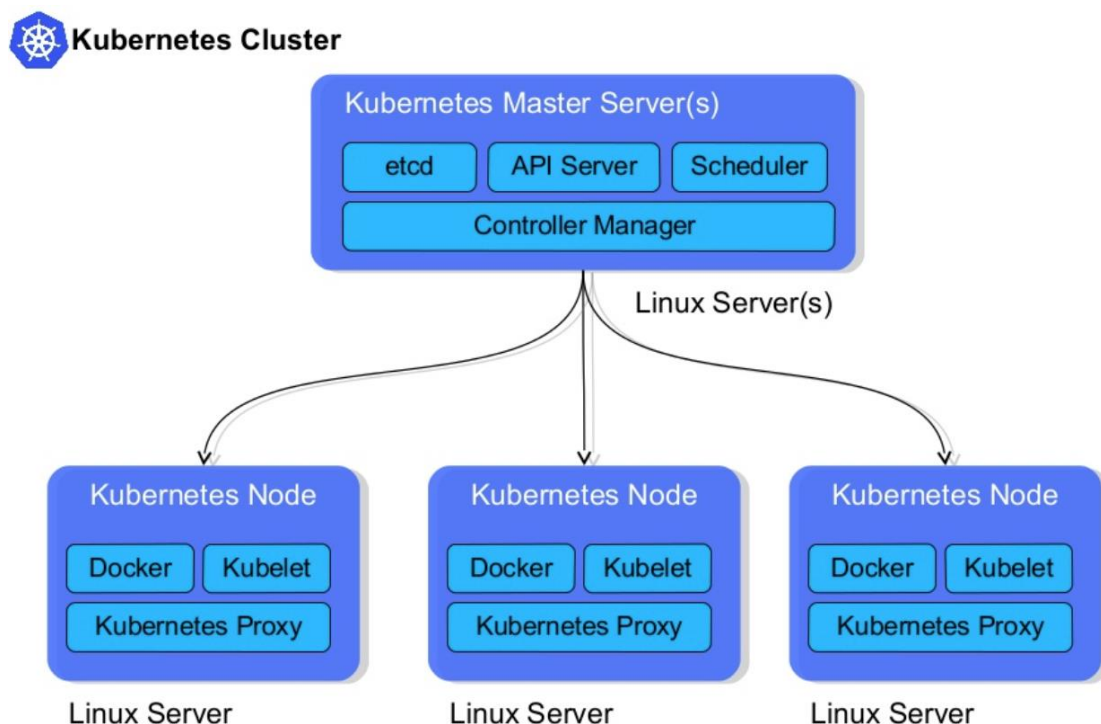 Kubernetes Cluster
Kubernetes Master Server(s)
etcd API Server Scheduler
Controller Manager
Linux Server(s)
Kubernetes Node Kubernetes Node Kubernetes Node
Docker Kubelet Docker Kubelet Docker Kubelet
Kubernetes Proxy Kubernetes Proxy Kubernetes Proxy
Linux Server Linux Server Linux Server